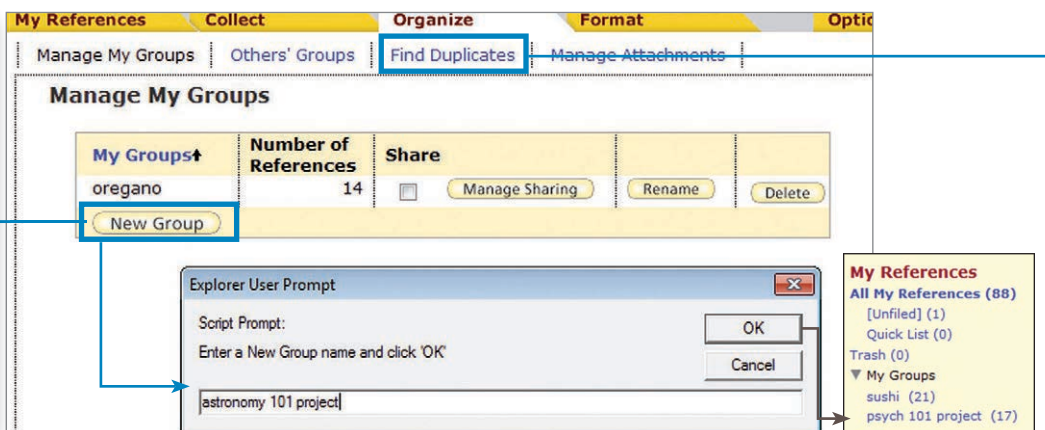 My References Collect Organize Format Optio
Manage My Groups Others' Groups Find Duplicates Manage Attachments
Manage My Groups
My Groups Number of References Share
oregano 14 Manage Sharing Rename Delete
New Group
Explorer User Prompt
Script Prompt:
OK
Enter a New Group name and click 'OK'
Cancel
astronomy 101 project
My References
All My References (88)
[Unfiled] (1)
Quick List (0)
Trash (0)
My Groups
sushi (21)
psych 101 project (17)